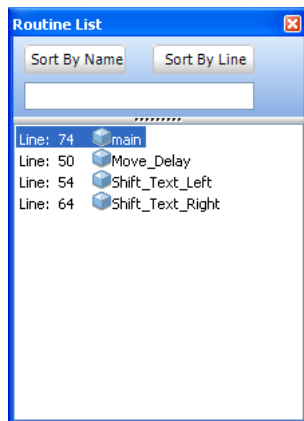 Routine List
Sort By Name Sort By Line
Line: 74 main
Line: 50 Move_Delay
Line: 54 Shift_Text_Left
Line: 64 Shift_Text_Right